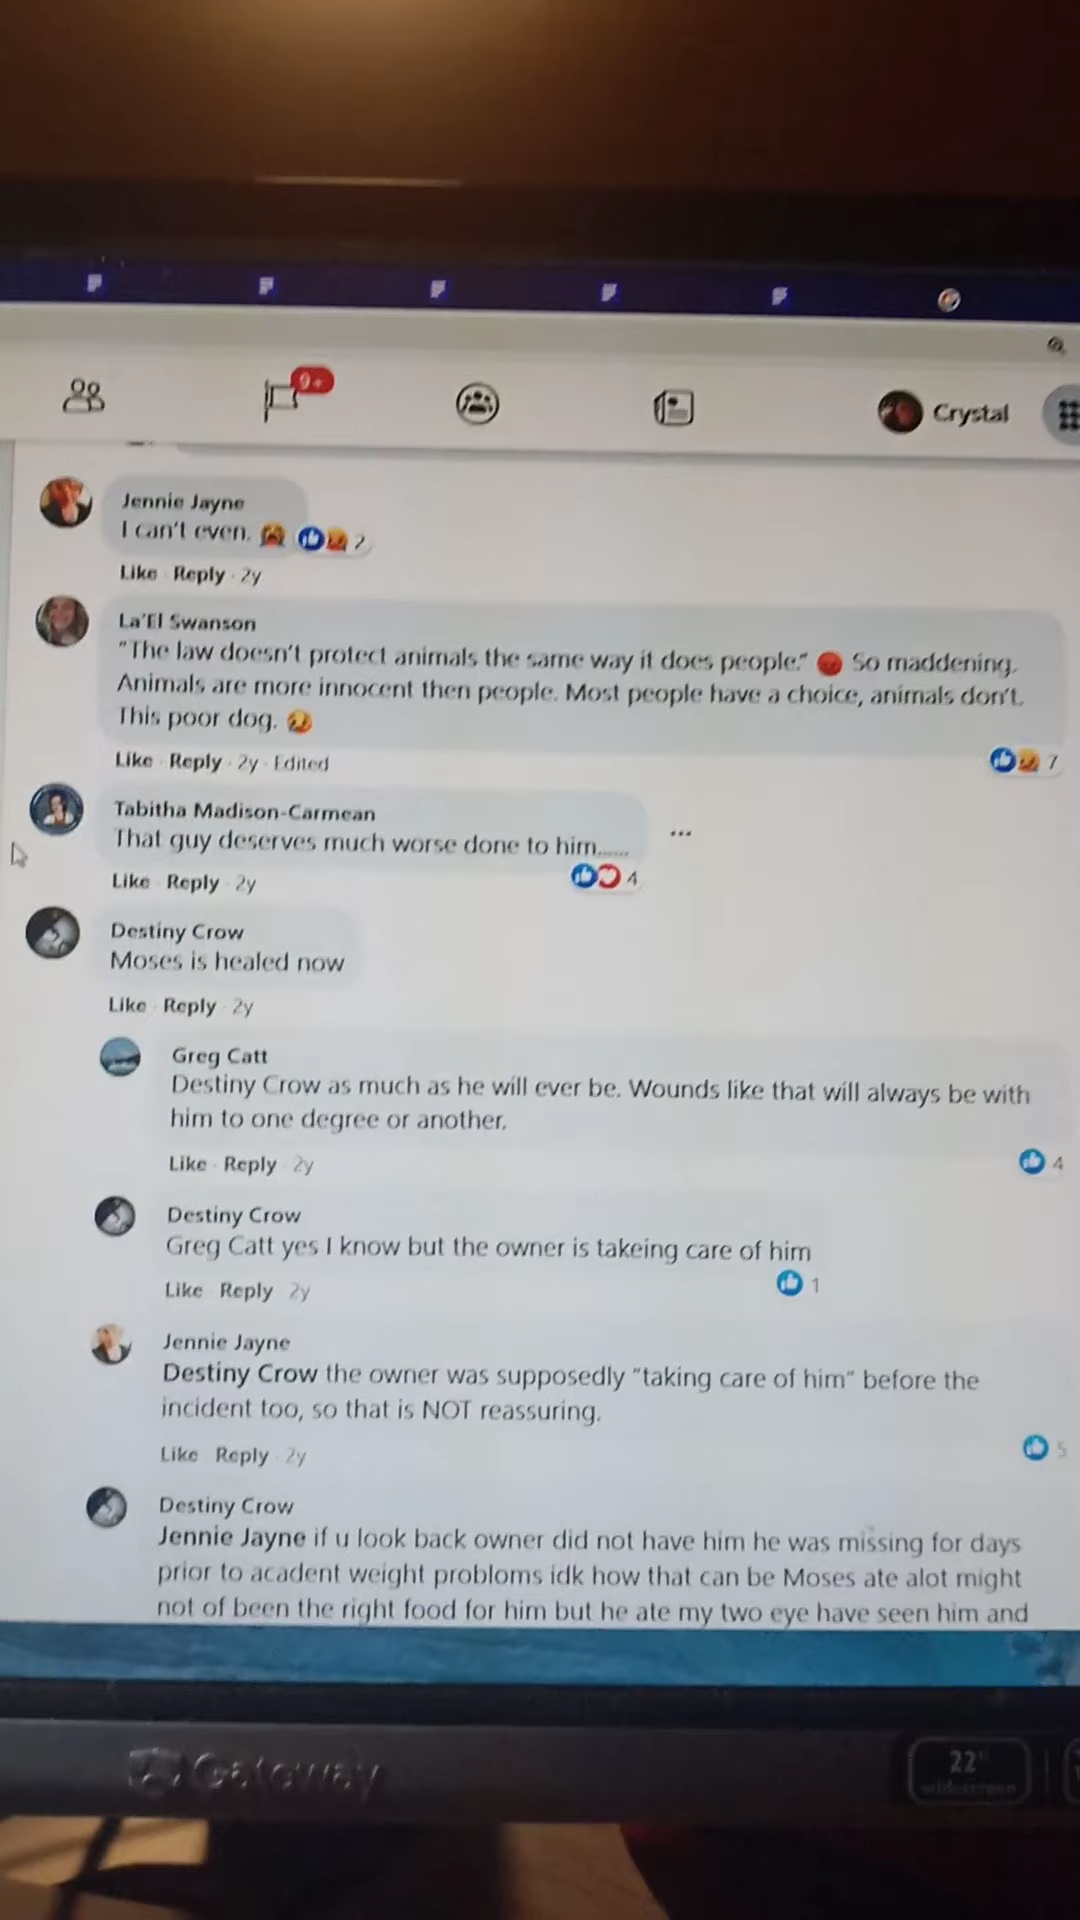 9+
Crystal
Jennie Jayne
I can't even.
2
Like Reply 2y
La'El Swanson
"The law doesn't protect animals the same way it does people." So maddening.
Animals are more innocent then people. Most people have a choice, animals don't.
This poor dog.
Like Reply 2y Edited
7
Tabitha Madison-Carmean
That guy deserves much worse done to him......
4
Like Reply 2y
Destiny Crow
Moses is healed now
Like Reply 2y
Greg Catt
Destiny Crow as much as he will ever be. Wounds like that will always be with
him to one degree or another.
Like Reply 2y
4
Destiny Crow
Greg Catt yes I know but the owner is takeing care of him
1
Like Reply 2y
Jennie Jayne
Destiny Crow the owner was supposedly "taking care of him" before the
incident too, so that is NOT reassuring.
Like Reply 2y
5
Destiny Crow
Jennie Jayne if u look back owner did not have him he was missing for days
prior to acadent weight probloms idk how that can be Moses ate alot might
not of been the right food for him but he ate my two eye have seen him and
Gateway
22"
widescreen